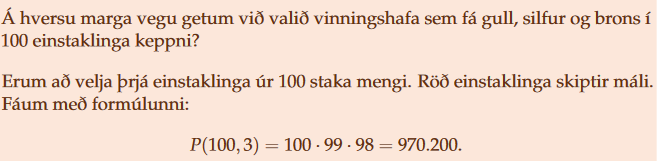 Á hversu marga vegu getum við valið vinningshafa sem fá gull, silfur og brons í
100 einstaklinga keppni?
Erum að velja þrjá einstaklinga úr 100 staka mengi. Röð einstaklinga skiptir máli.
Fáum með formúlunni:
P(100, 3) = 100 · 99 · 98 = 970.200.